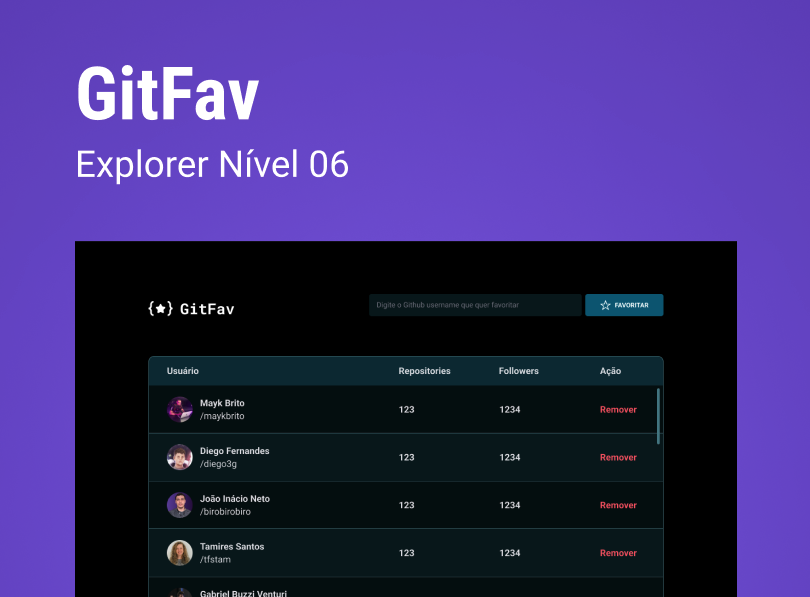 GitFav
Explorer Nível 06
{★} GitFav
Digite o Github username que quer favoritar
FAVORITAR
Usuário Repositories Followers Ação
Mayk Brito
/maykbrito
123 1234 Remover
Diego Fernandes
/diego3g
123 1234 Remover
João Inácio Neto
/birobirobiro
123 1234 Remover
Tamires Santos
/tfstam
123 1234 Remover
Gabriel Buzzi Venturi